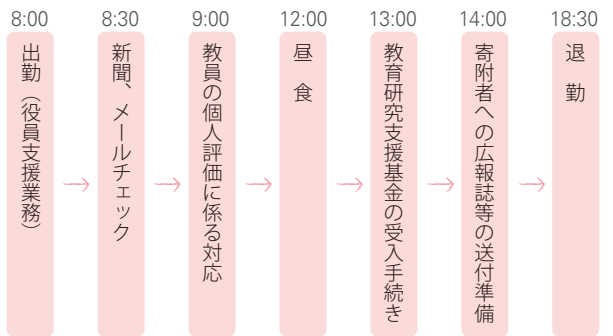 8:00
出勤（役員支援業務）
8:30
新聞、メールチェック
9:00
教員の個人評価に係る対応
12:00
昼食
13:00
教育研究支援基金の受入手続き
14:00
寄附者への広報誌等の送付準備
18:30
退勤